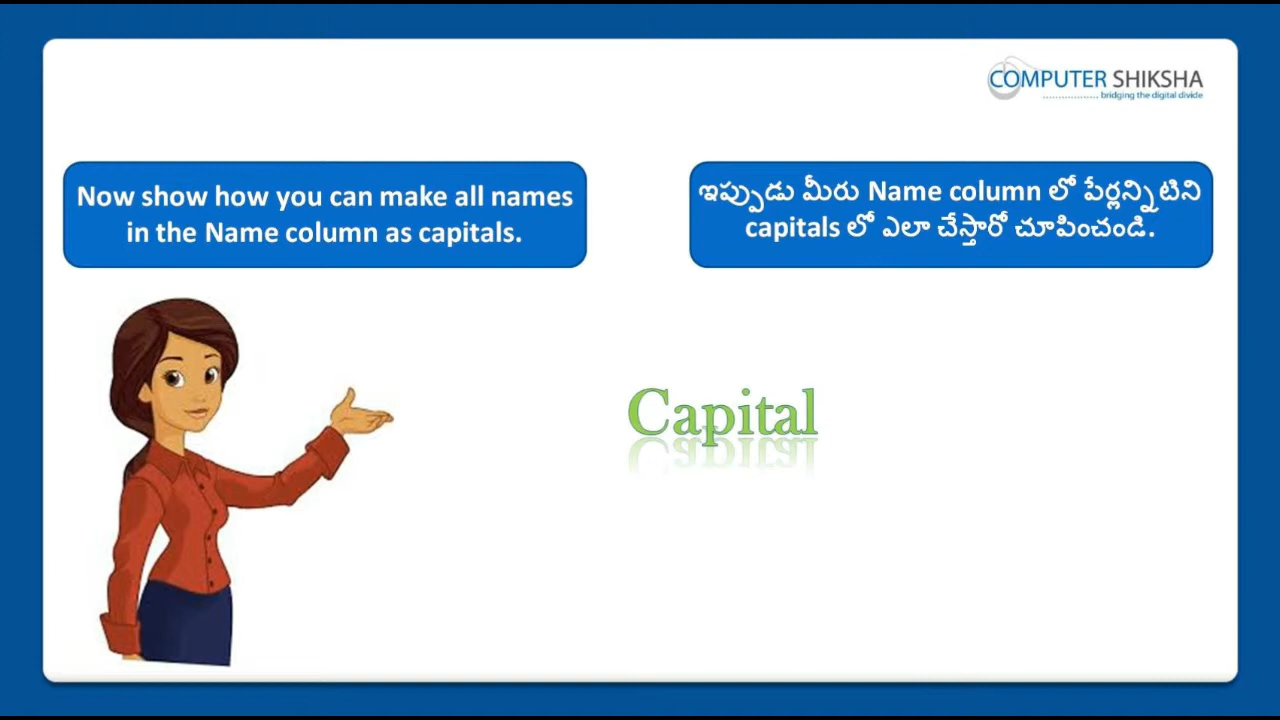 COMPUTER SHIKSHA
.................. bridging the digital divide
Now show how you can make all names
in the Name column as capitals.
ఇప్పుడు మీరు Name column లో పేర్లన్నిటిని
capitals లో ఎలా చేస్తారో చూపించండి.
Capital